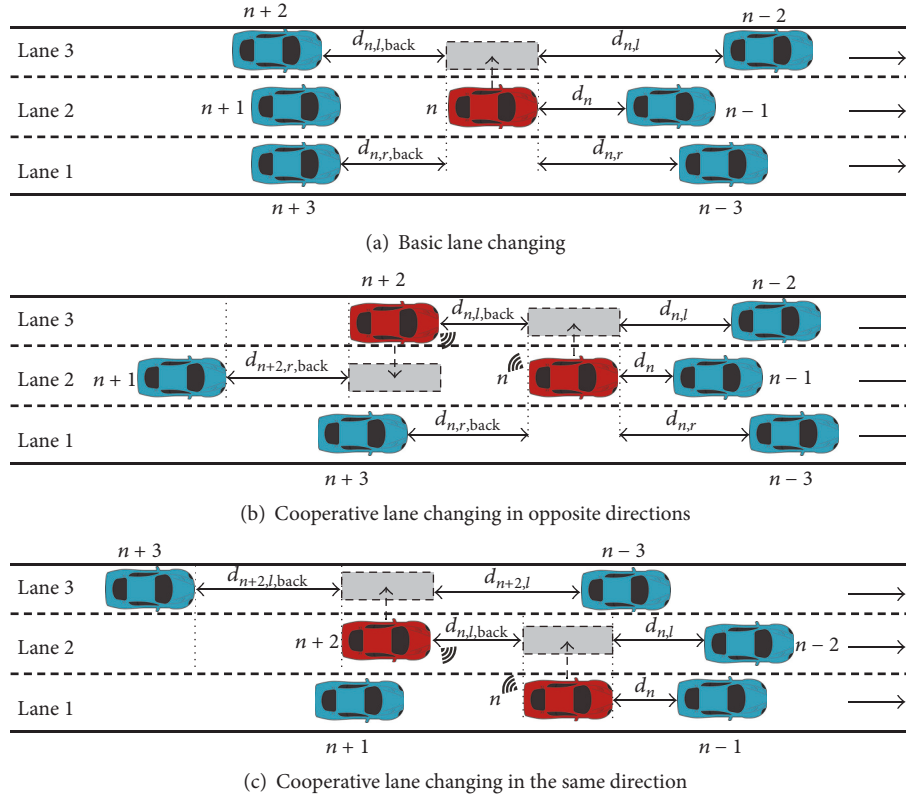 n + 2
n − 2
Lane 3
d_{n,l,back}
d_{n,l}
Lane 2
n + 1
n
d_n
n − 1
Lane 1
d_{n,r,back}
d_{n,r}
n + 3
n − 3
(a) Basic lane changing
n + 2
n − 2
Lane 3
d_{n,l,back}
d_{n,l}
Lane 2
n + 1
d_{n+2,r,back}
n
d_n
n − 1
Lane 1
d_{n,r,back}
d_{n,r}
n + 3
n − 3
(b) Cooperative lane changing in opposite directions
n + 3
n − 3
Lane 3
d_{n+2,l,back}
d_{n+2,l}
Lane 2
n + 2
d_{n,l,back}
d_{n,l}
n − 2
Lane 1
n
d_n
n + 1
n − 1
(c) Cooperative lane changing in the same direction